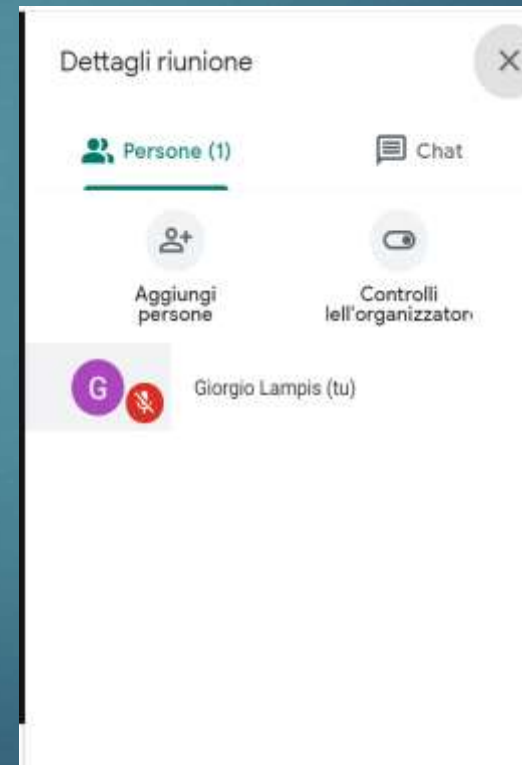 Dettagli riunione
Persone (1)
Chat
Aggiungi
persone
Controlli
lell'organizzator
G
Giorgio Lampis (tu)